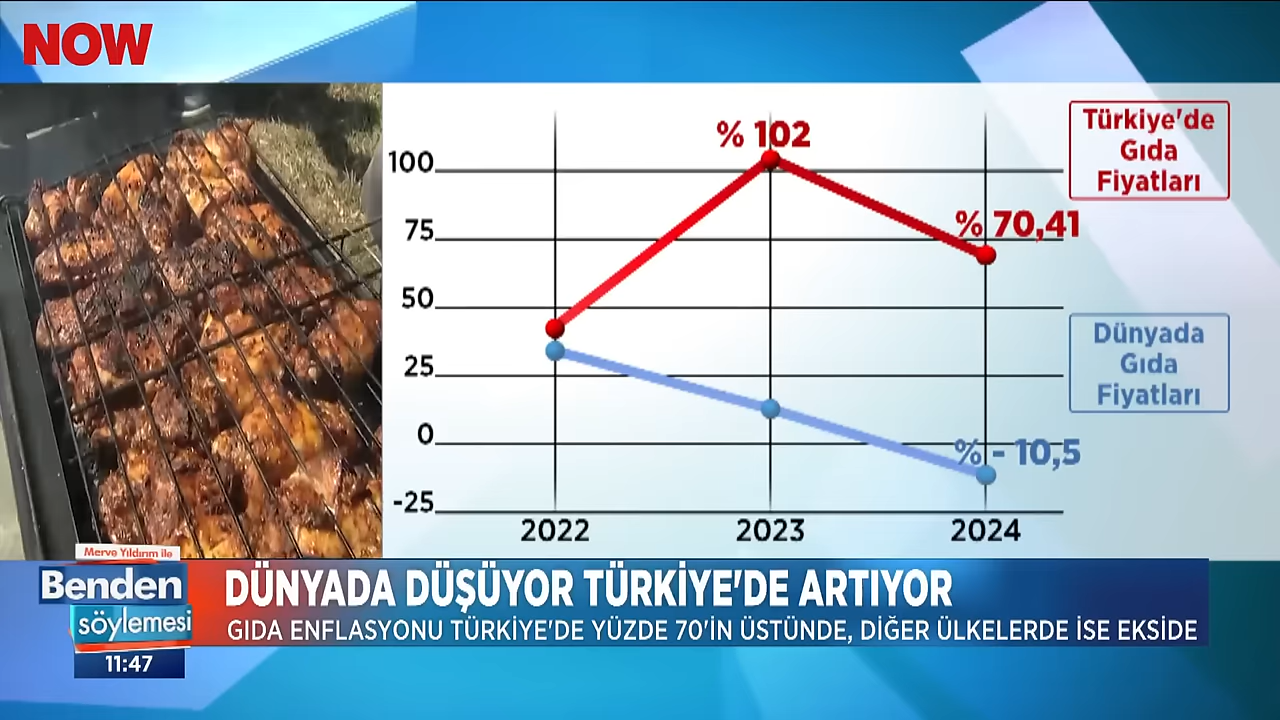 NOW
% 102
Türkiye'de
Gıda
Fiyatları
100
75
% 70,41
50
Dünyada
Gıda
Fiyatları
25
0
% - 10,5
-25
2022
2023
2024
Merve Yıldırım ile
Benden
söylemesi
11:47
DÜNYADA DÜŞÜYOR TÜRKİYE'DE ARTIYOR
GIDA ENFLASYONU TÜRKİYE'DE YÜZDE 70'İN ÜSTÜNDE, DİĞER ÜLKELERDE İSE EKSİDE